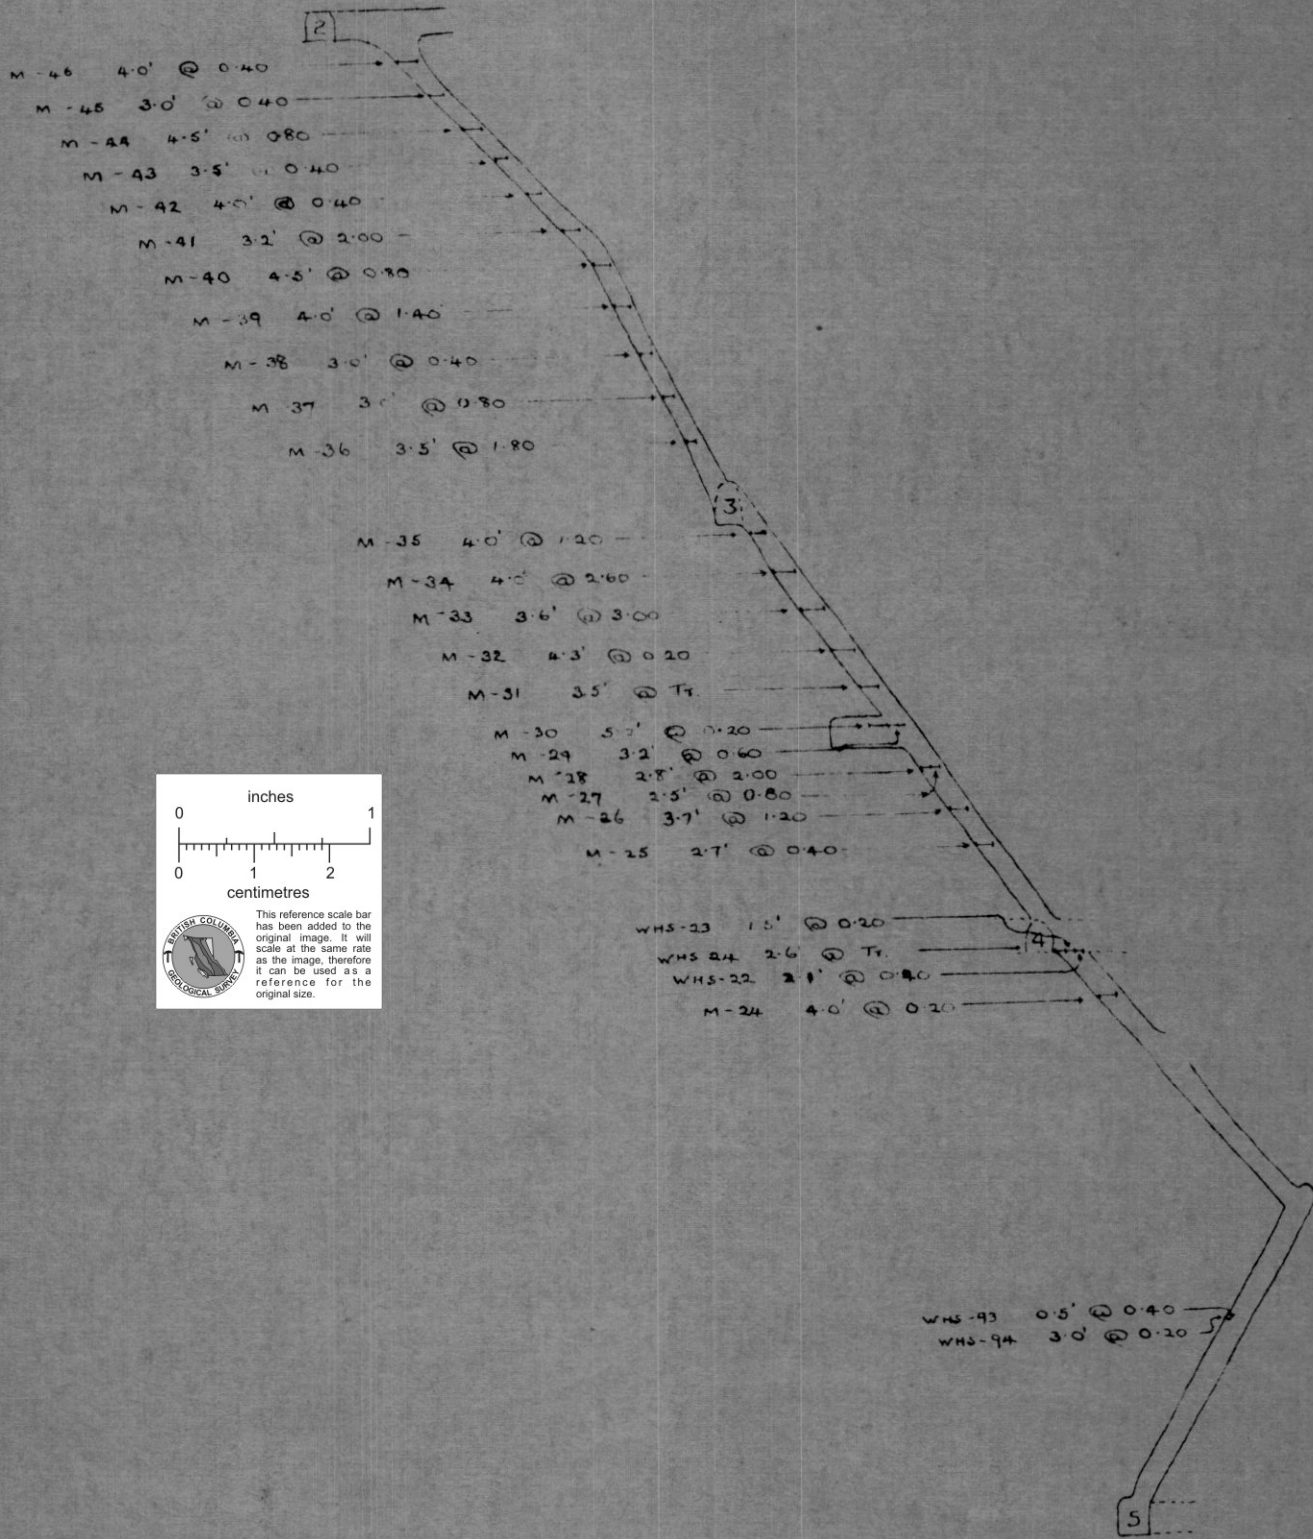 2
M-46 4.0' @ 0.40
M-45 3.0' @ 0.40
M-44 4.5' @ 0.80
M-43 3.5' 0.40
M-42 4.0' @ 0.40
M-41 3.2' @ 2.00
M-40 4.5' @ 0.80
M-39 4.0' @ 1.40
M-38 3.0' @ 0.40
M-37 @ 0.80
M-36 3.5' @ 1.80
3
M-35 4.0' @ 1.20
M-34 4.0' @ 2.60
M-33 3.6' @ 3.00
M-32 4.3' @ 0.20
M-31 3.5' @ Tr.
M-30 @ 0.20
M-29 3.2' @ 0.60
M-28 2.8' @ 2.00
M-27 2.5' @ 0.80
M-26 3.7' @ 1.20
M-25 2.7' @ 0.40
inches
0 1
0 1 2
centimetres
BRITISH COLUMBIA
GEOLOGICAL SURVEY
This reference scale bar
has been added to the
original image. It will
scale at the same rate
as the image, therefore
it can be used as a
reference for the
original size.
WHS-23 1.5' @ 0.20
4
WHS-24 2.6' @ Tr.
WHS-22 @
M-24 4.0' @ 0.20
WHS-93 0.5' @ 0.40
WHS-94 3.0' @ 0.20
5